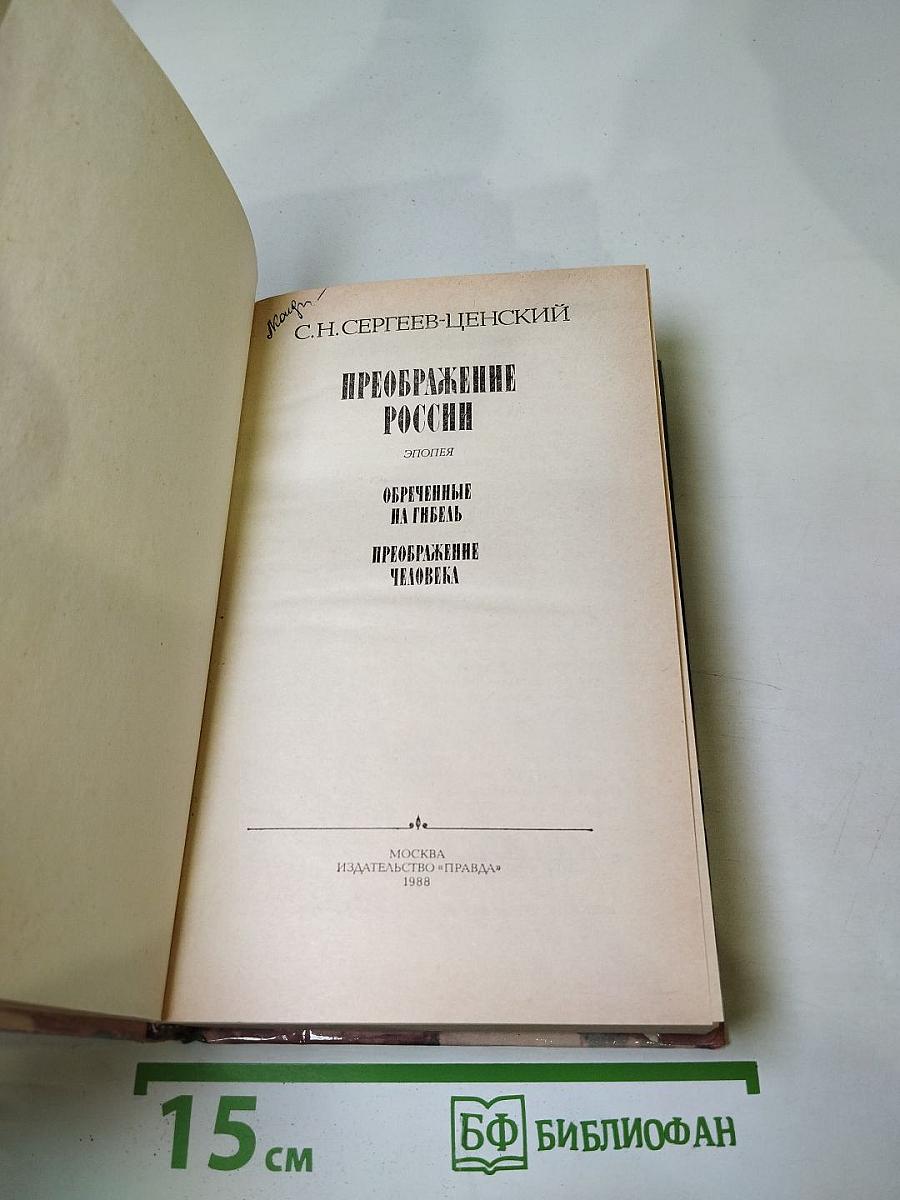 С.Н. СЕРГЕЕВ-ЦЕНСКИЙ
ПРЕОБРАЖЕНИЕ
РОССИИ
ЭПОПЕЯ
ОБРЕЧЕННЫЕ
НА ГИБЕЛЬ
ПРЕОБРАЖЕНИЕ
ЧЕЛОВЕКА
МОСКВА
ИЗДАТЕЛЬСТВО «ПРАВДА»
1988
15 см
БФ БИБЛИОФАН